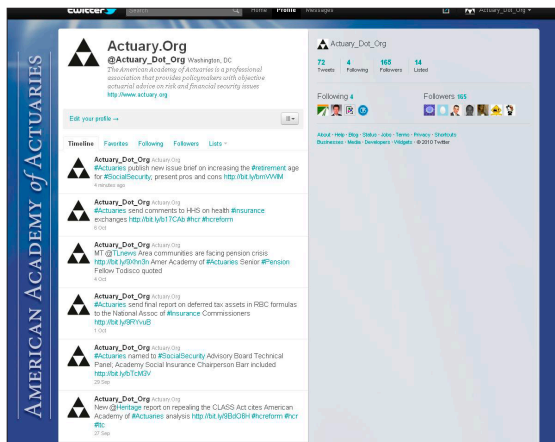 twitter
Search
Home Profile Messages
Actuary_Dot_Org
AMERICAN ACADEMY of ACTUARIES
Actuary.Org
@Actuary_Dot_Org Washington, DC
The American Academy of Actuaries is a professional
association that provides policymakers with objective
actuarial advice on risk and financial security issues
http://www.actuary.org
Edit your profile →
Timeline Favorites Following Followers Lists
Actuary_Dot_Org Actuary.Org
#Actuaries publish new issue brief on increasing the #retirement age
for #SocialSecurity; present pros and cons
4 minutes ago
Actuary_Dot_Org Actuary.Org
#Actuaries send comments to HHS on health #insurance
exchanges http://bit.ly/b17CAb #hcr #hcreform
6 Oct
Actuary_Dot_Org Actuary.Org
MT @TLnews Area communities are facing pension crisis
http://bit.ly/9Xhn3n Amer Academy of #Actuaries Senior #Pension
Fellow Todisco quoted
4 Oct
Actuary_Dot_Org Actuary.Org
#Actuaries send final report on deferred tax assets in RBC formulas
to the National Assoc of #Insurance Commissioners
http://bit.ly/9RYvuB
1 Oct
Actuary_Dot_Org Actuary.Org
#Actuaries named to #SocialSecurity Advisory Board Technical
Panel; Academy Social Insurance Chairperson Barr included
http://bit.ly/bTcM3V
29 Sep
Actuary_Dot_Org Actuary.Org
New @Heritage report on repealing the CLASS Act cites American
Academy of #Actuaries analysis http://bit.ly/9BdO8H #hcreform #hcr
#tc
27 Sep
Actuary_Dot_Org
72 4 165 14
Tweets Following Followers Listed
Following 4
Followers 165
About · Help · Blog · Status · Jobs · Terms · Privacy · Shortcuts
Businesses · Media · Developers · Widgets · © 2010 Twitter